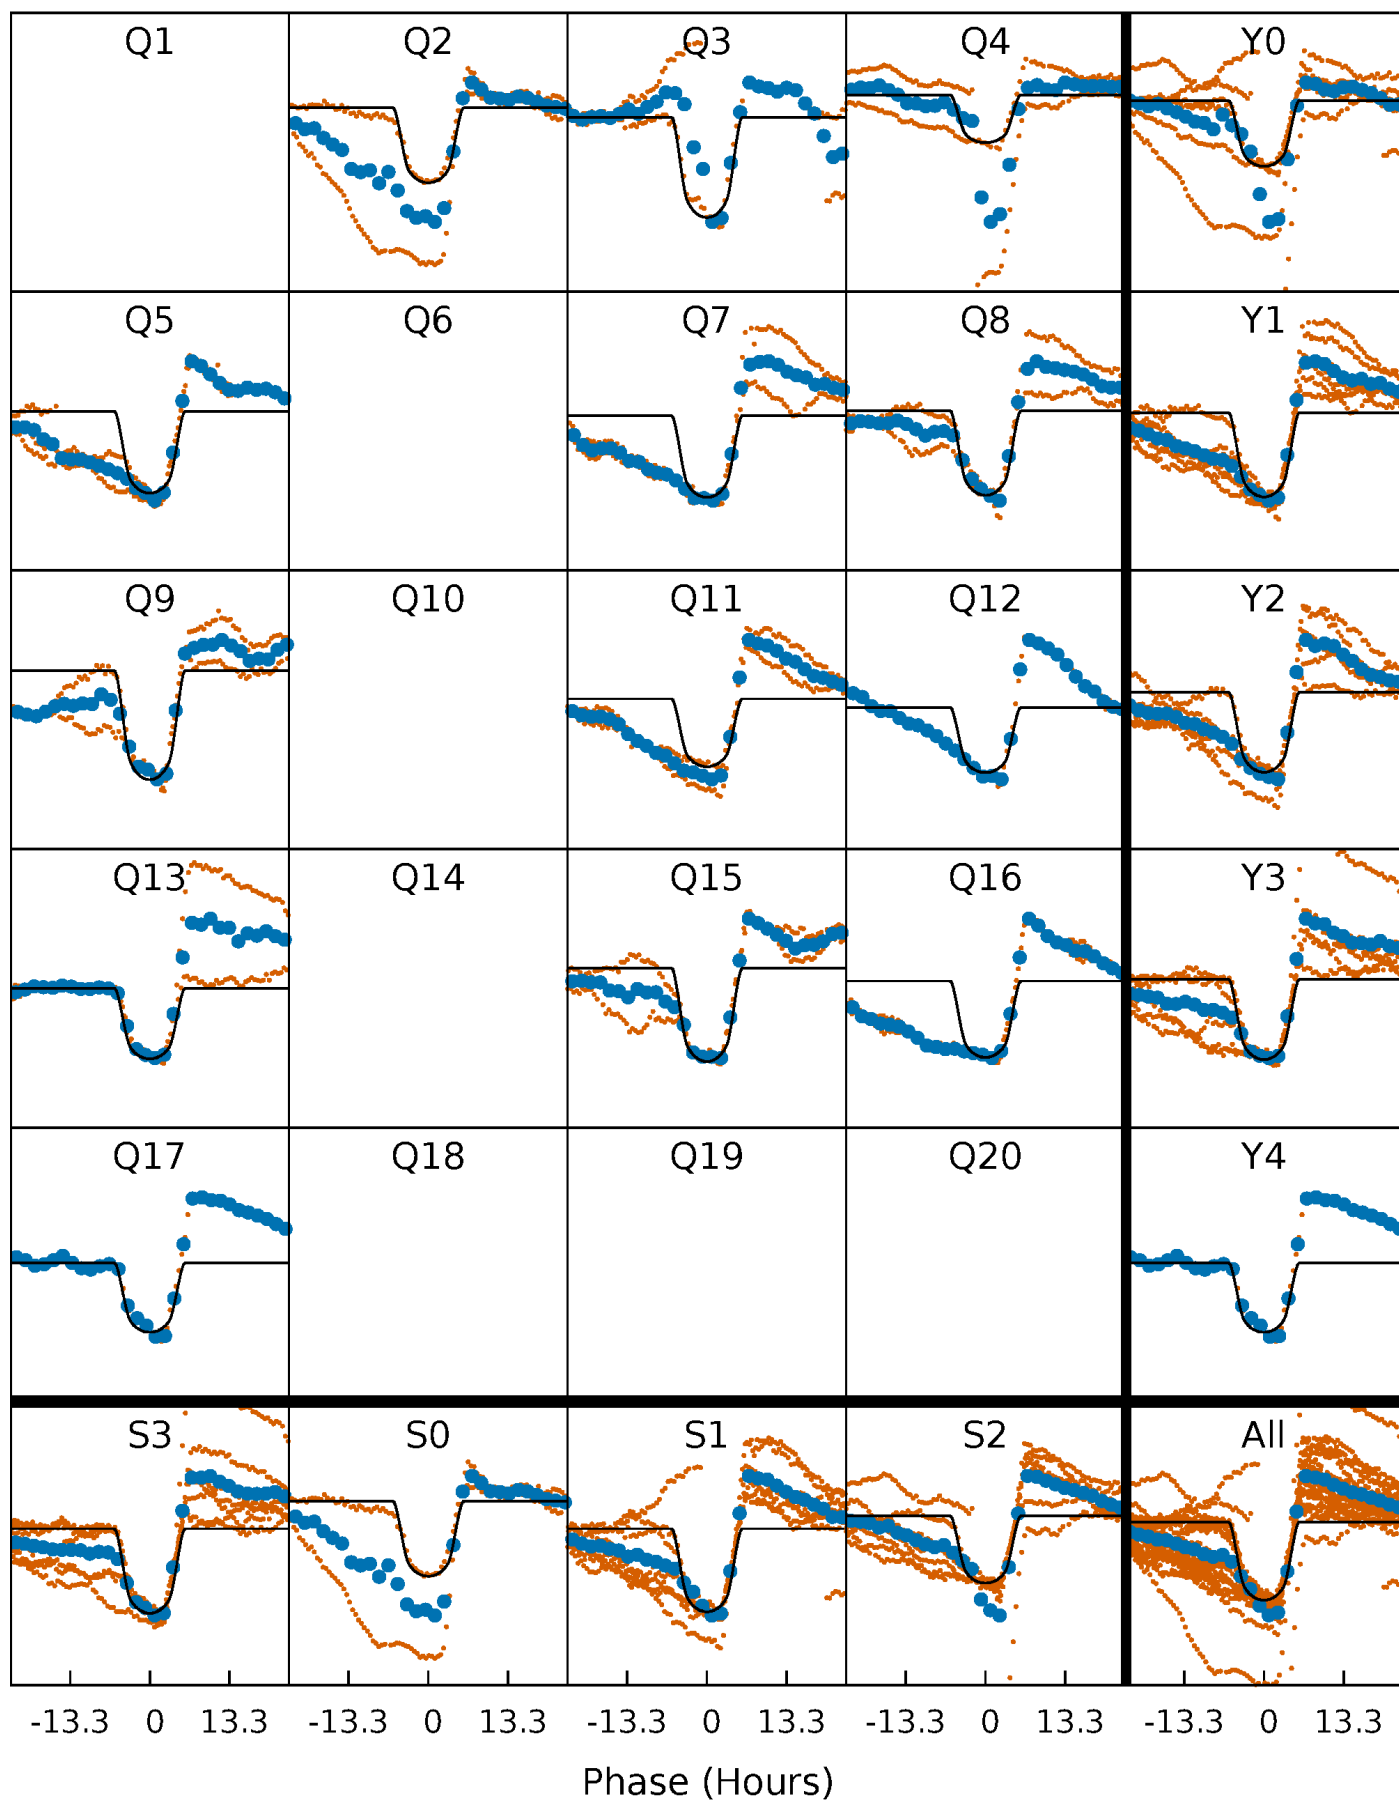 Q1 Q2 Q3 Q4 Y0
Q5 Q6 Q7 Q8 Y1
Q9 Q10 Q11 Q12 Y2
Q13 Q14 Q15 Q16 Y3
Q17 Q18 Q19 Q20 Y4
S3 S0 S1 S2 All
-13.3 0 13.3 -13.3 0 13.3 -13.3 0 13.3 -13.3 0 13.3 -13.3 0 13.3
Phase (Hours)